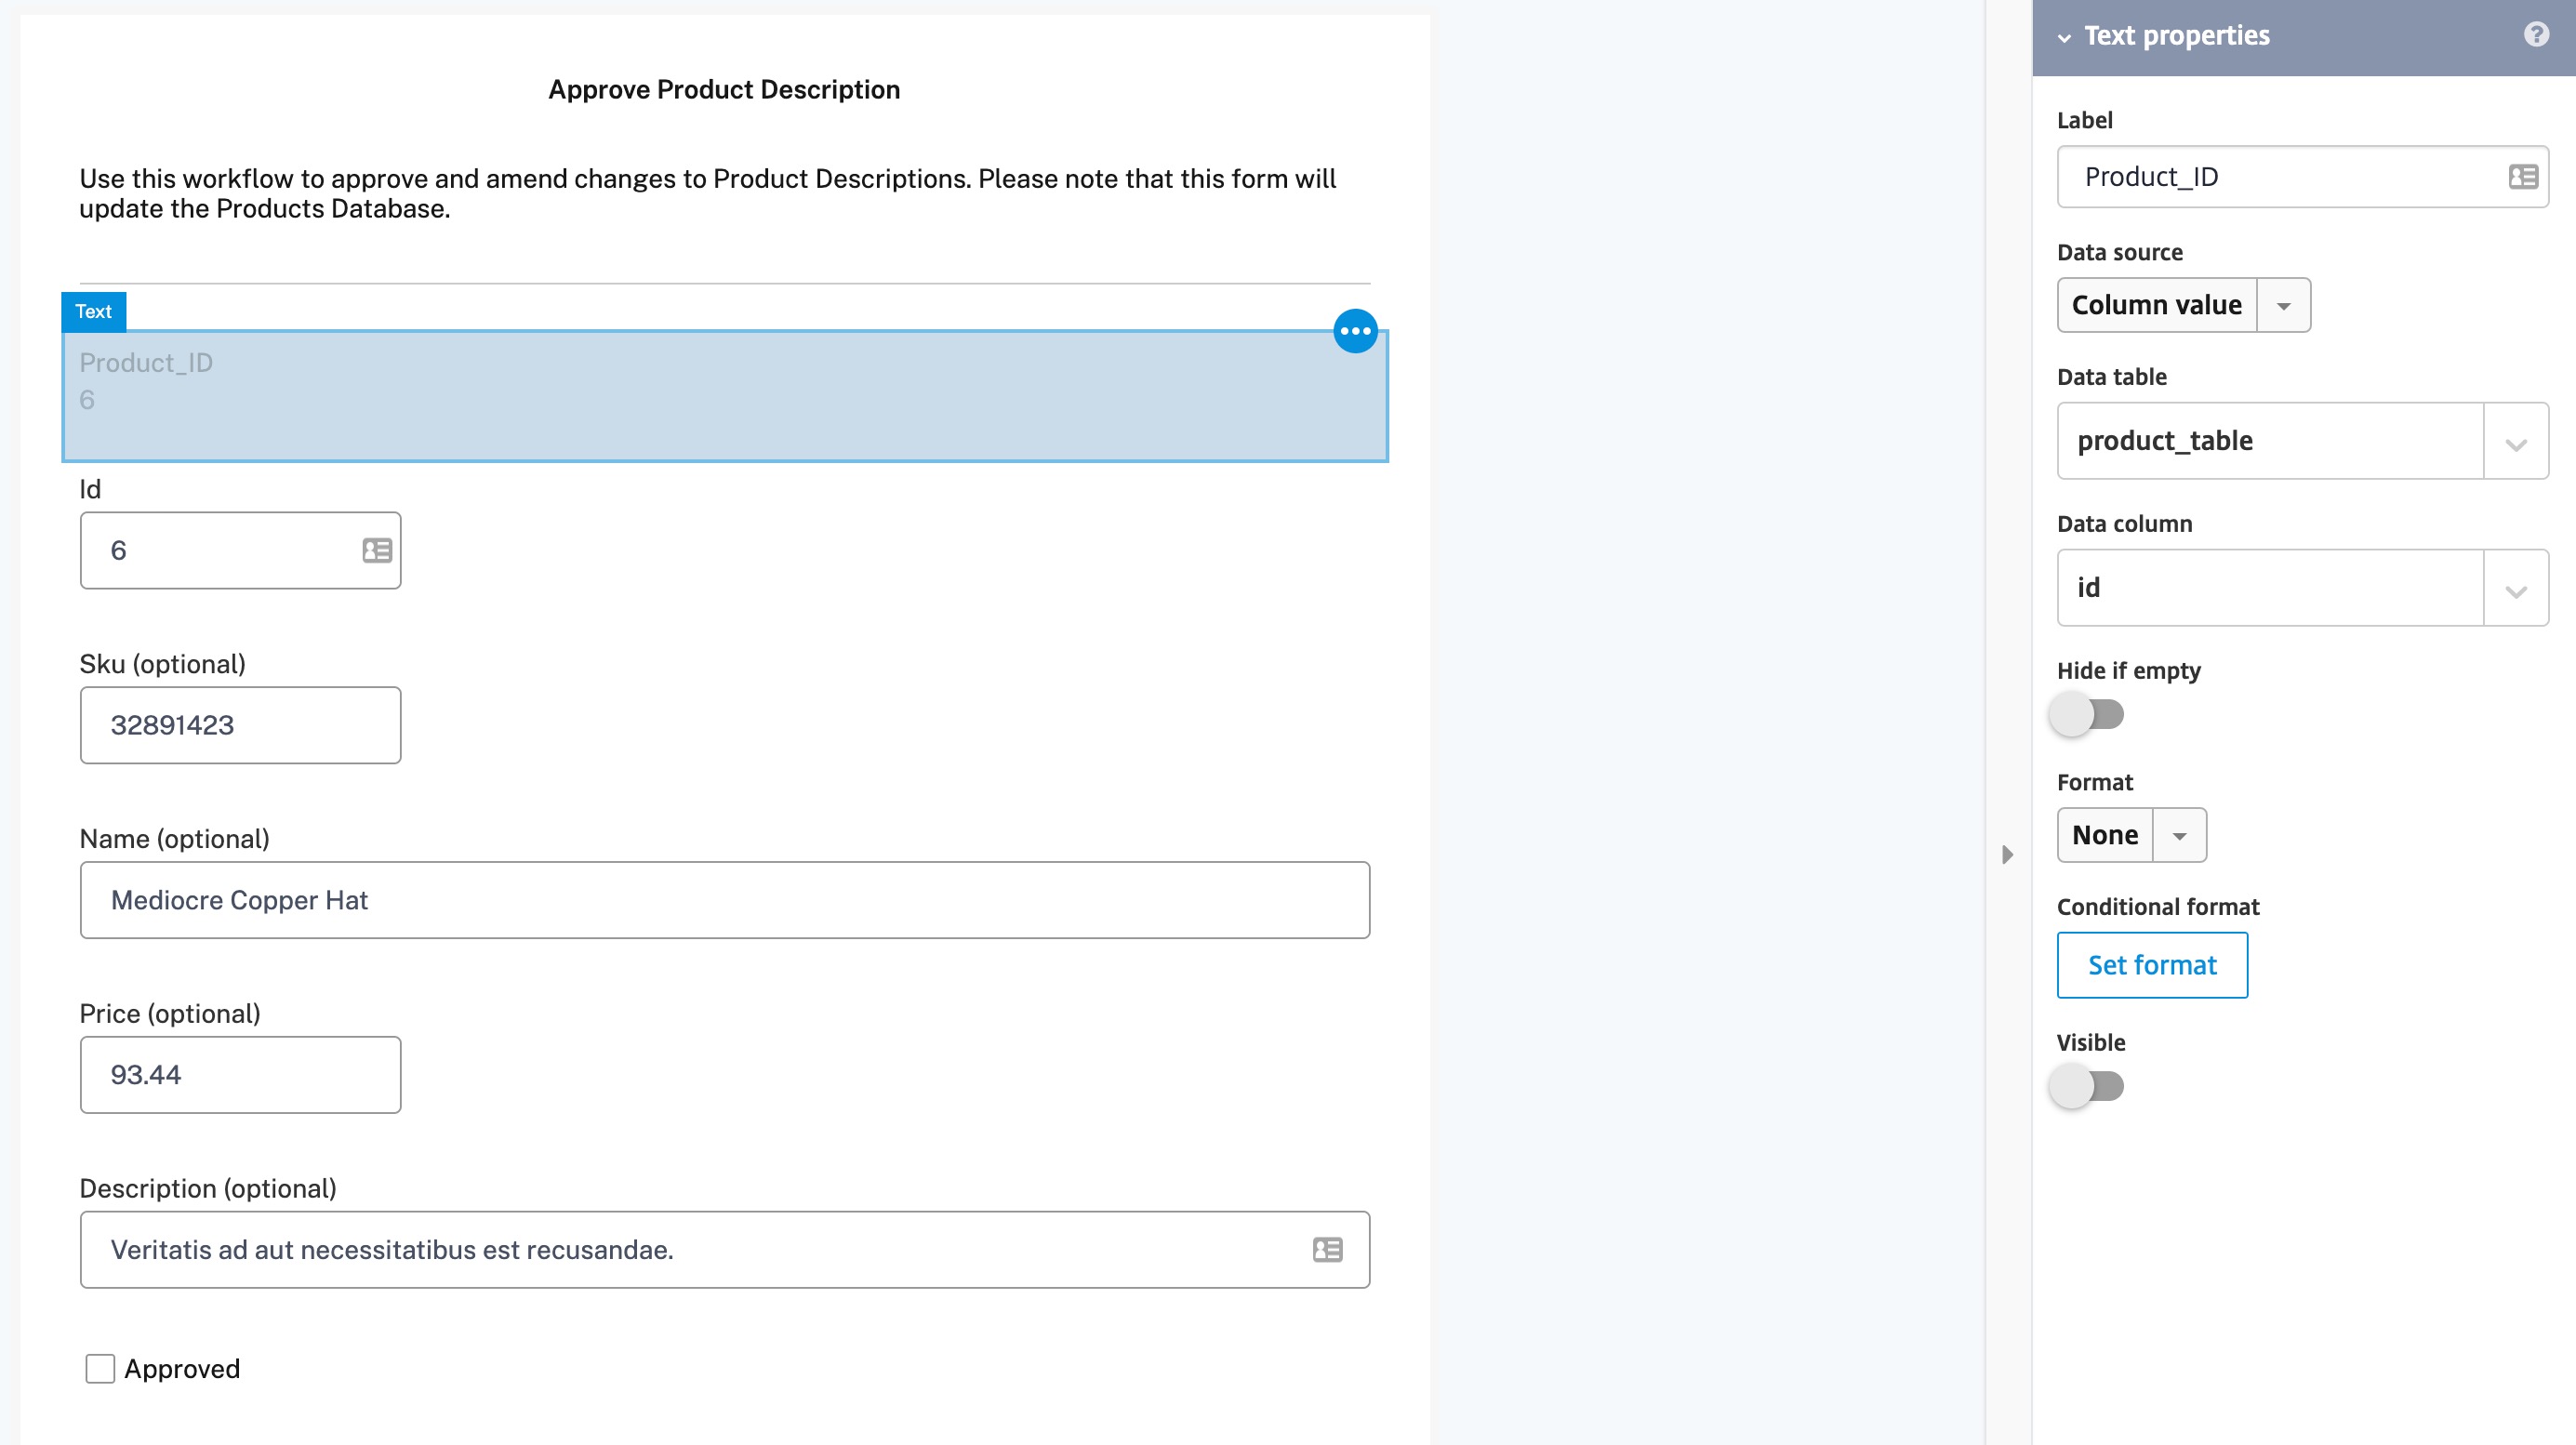 Approve Product Description
Use this workflow to approve and amend changes to Product Descriptions. Please note that this form will
update the Products Database.
Text
Product_ID
6
Id
6
Sku (optional)
32891423
Name (optional)
Mediocre Copper Hat
Price (optional)
93.44
Description (optional)
Veritatis ad aut necessitatibus est recusandae.
Approved
Text properties
?
Label
Product_ID
Data source
Column value
Data table
product_table
Data column
id
Hide if empty
Format
None
Conditional format
Set format
Visible